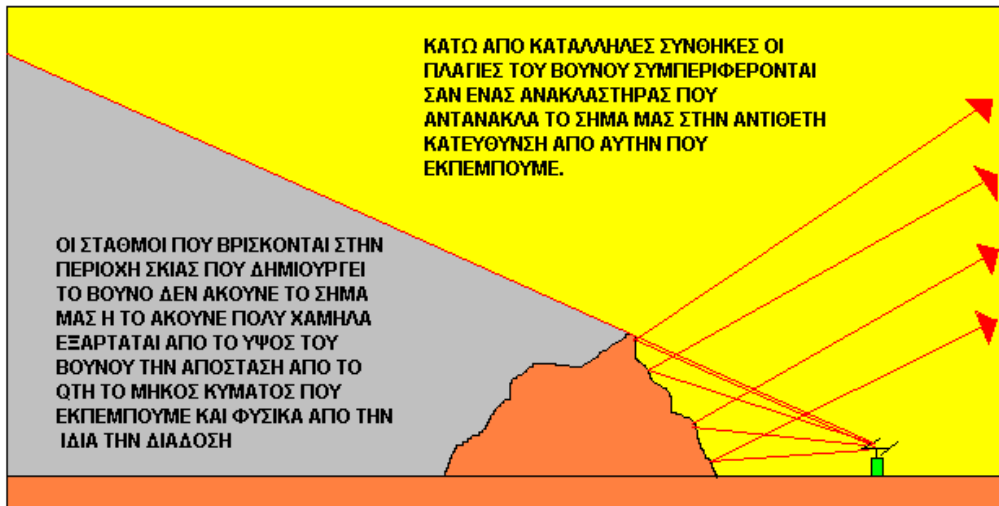 ΚΑΤΩ ΑΠΟ ΚΑΤΑΛΛΗΛΕΣ ΣΥΝΘΗΚΕΣ ΟΙ
ΠΛΑΓΙΕΣ ΤΟΥ ΒΟΥΝΟΥ ΣΥΜΠΕΡΙΦΕΡΟΝΤΑΙ
ΣΑΝ ΕΝΑΣ ΑΝΑΚΛΑΣΤΗΡΑΣ ΠΟΥ
ΑΝΤΑΝΑΚΛΑ ΤΟ ΣΗΜΑ ΜΑΣ ΣΤΗΝ ΑΝΤΙΘΕΤΗ
ΚΑΤΕΥΘΥΝΣΗ ΑΠΟ ΑΥΤΗΝ ΠΟΥ
ΕΚΠΕΜΠΟΥΜΕ.
ΟΙ ΣΤΑΘΜΟΙ ΠΟΥ ΒΡΙΣΚΟΝΤΑΙ ΣΤΗΝ
ΠΕΡΙΟΧΗ ΣΚΙΑΣ ΠΟΥ ΔΗΜΙΟΥΡΓΕΙ
ΤΟ ΒΟΥΝΟ ΔΕΝ ΑΚΟΥΝΕ ΤΟ ΣΗΜΑ
ΜΑΣ Η ΤΟ ΑΚΟΥΝΕ ΠΟΛΥ ΧΑΜΗΛΑ
ΕΞΑΡΤΑΤΑΙ ΑΠΟ ΤΟ ΥΨΟΣ ΤΟΥ
ΒΟΥΝΟΥ ΤΗΝ ΑΠΟΣΤΑΣΗ ΑΠΟ ΤΟ
QTH ΤΟ ΜΗΚΟΣ ΚΥΜΑΤΟΣ ΠΟΥ
ΕΚΠΕΜΠΟΥΜΕ ΚΑΙ ΦΥΣΙΚΑ ΑΠΟ ΤΗΝ
ΙΔΙΑ ΤΗΝ ΔΙΑΔΟΣΗ